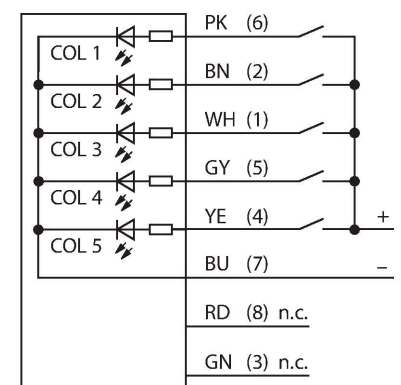 PK (6)
COL 1
BN (2)
COL 2
WH (1)
COL 3
GY (5)
COL 4
YE (4)
+
COL 5
BU (7)
–
RD (8) n.c.
GN (3) n.c.